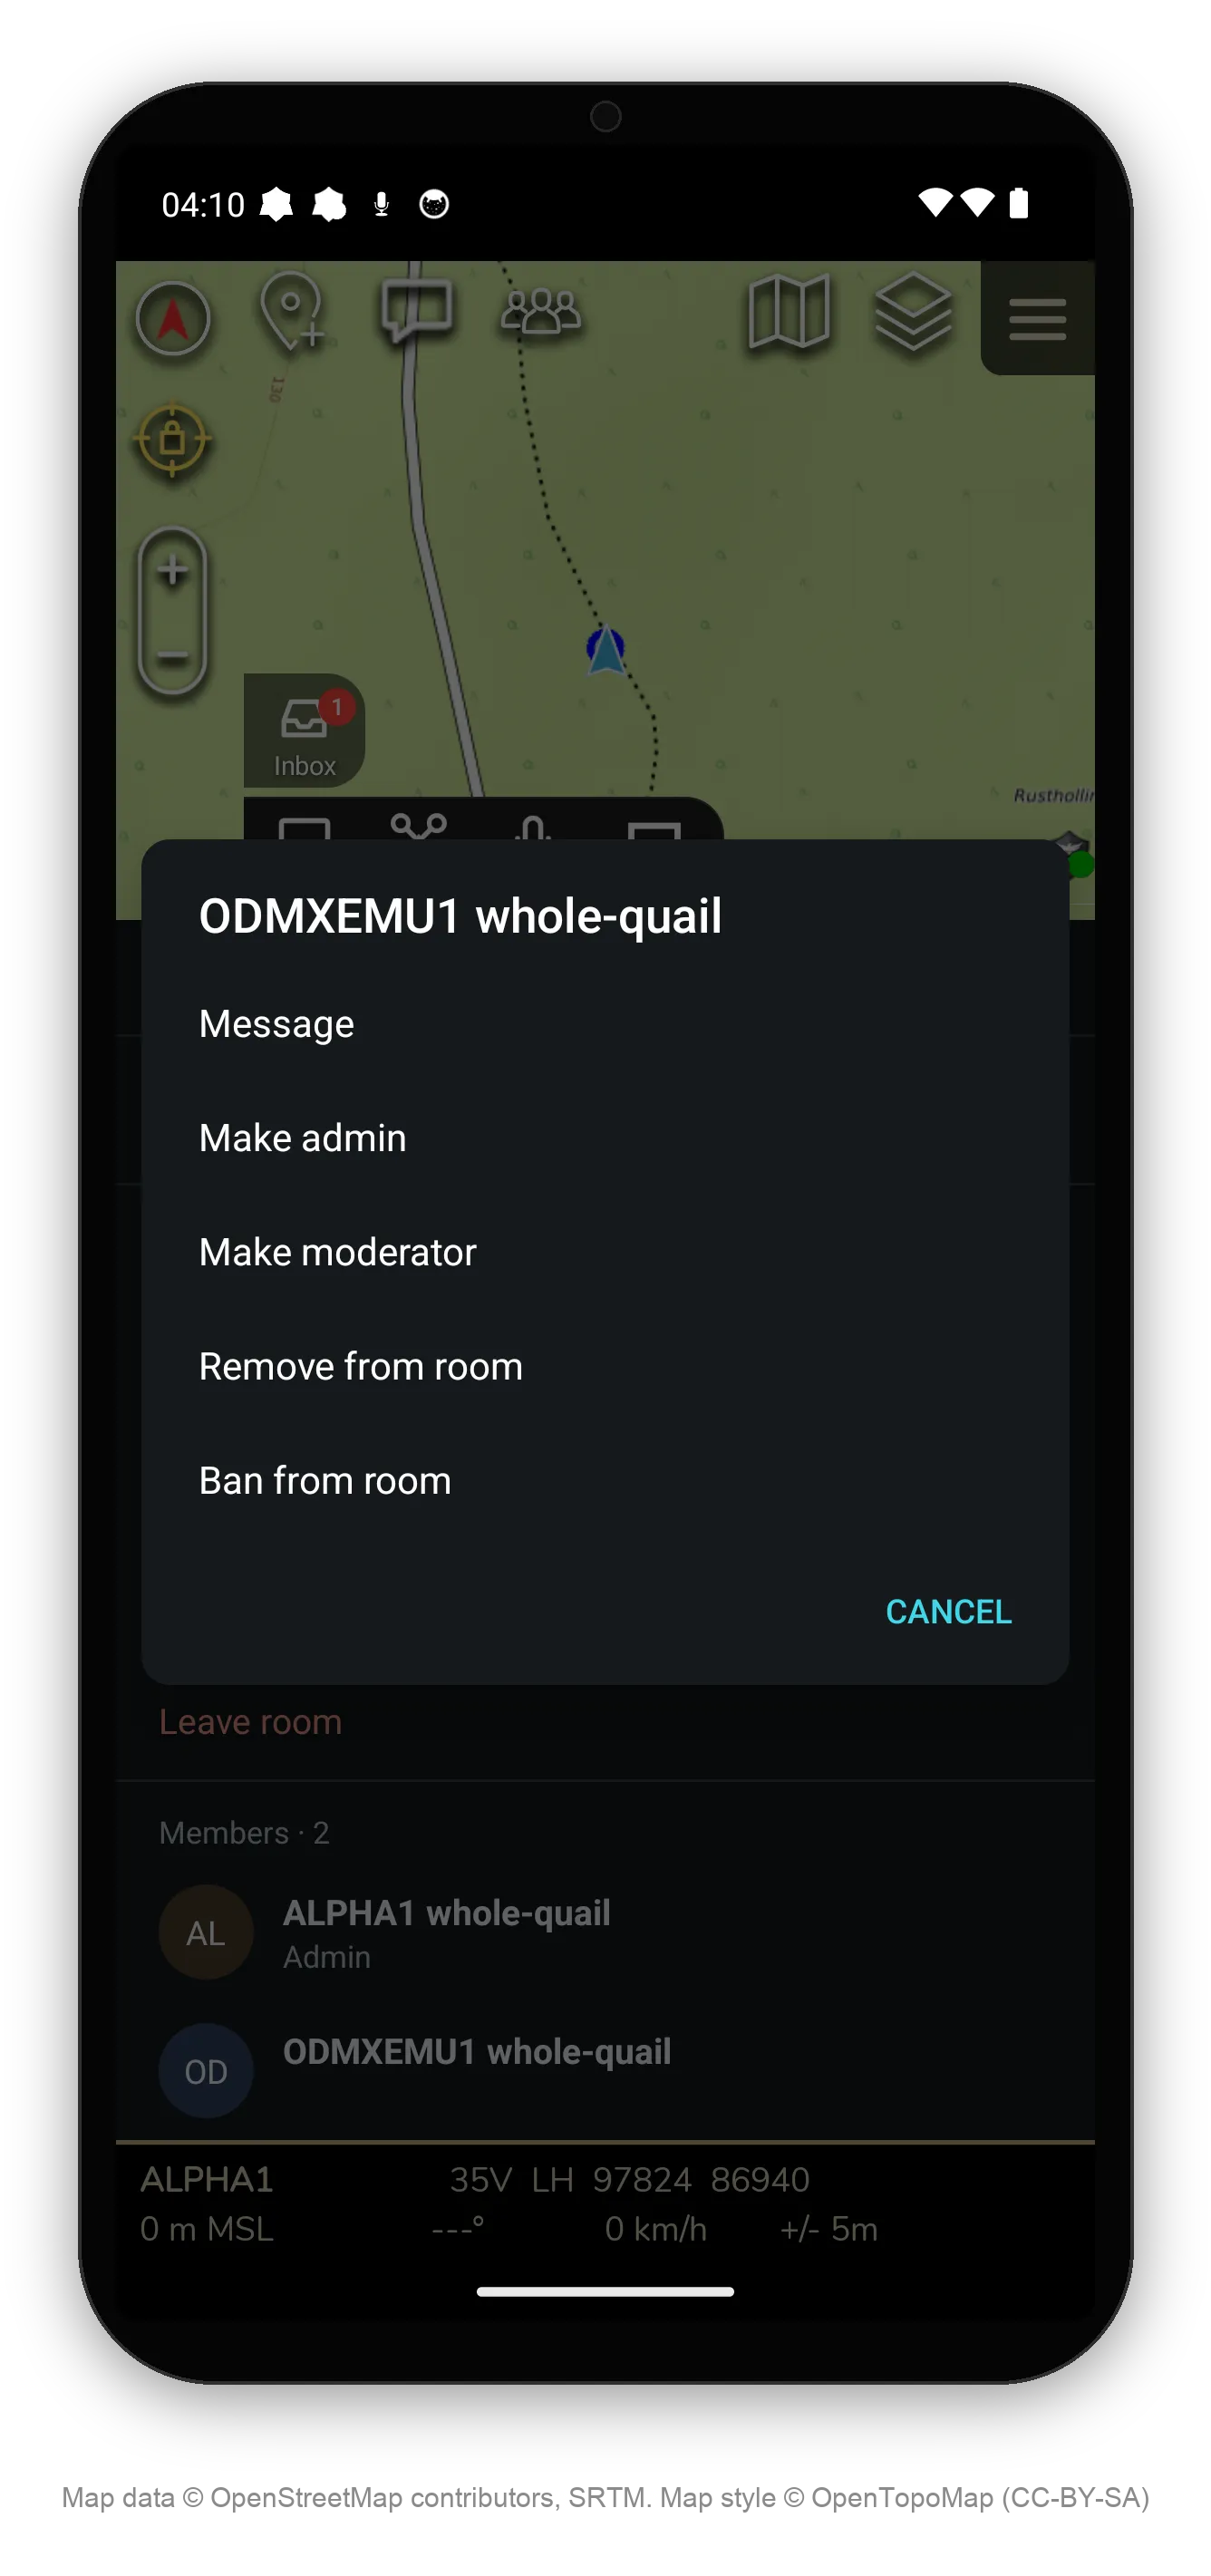 04:10
130
1
Inbox
ODMXEMU1 whole-quail
Message
Make admin
Make moderator
Remove from room
Ban from room
CANCEL
Leave room
Members · 2
AL
ALPHA1 whole-quail
Admin
OD
ODMXEMU1 whole-quail
ALPHA1 35V LH 97824 86940
0 m MSL ---° 0 km/h +/- 5m
Map data © OpenStreetMap contributors, SRTM. Map style © OpenTopoMap (CC-BY-SA)